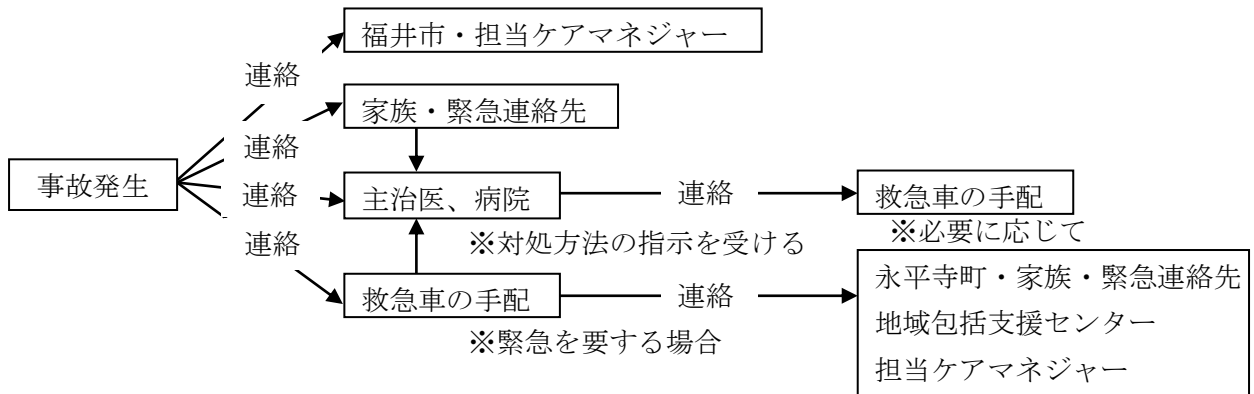 福井市・担当ケアマネジャー
連絡
家族・緊急連絡先
連絡
事故発生
連絡
主治医、病院
連絡
救急車の手配
※対処方法の指示を受ける
※必要に応じて
連絡
救急車の手配
連絡
永平寺町・家族・緊急連絡先
地域包括支援センター
担当ケアマネジャー
※緊急を要する場合